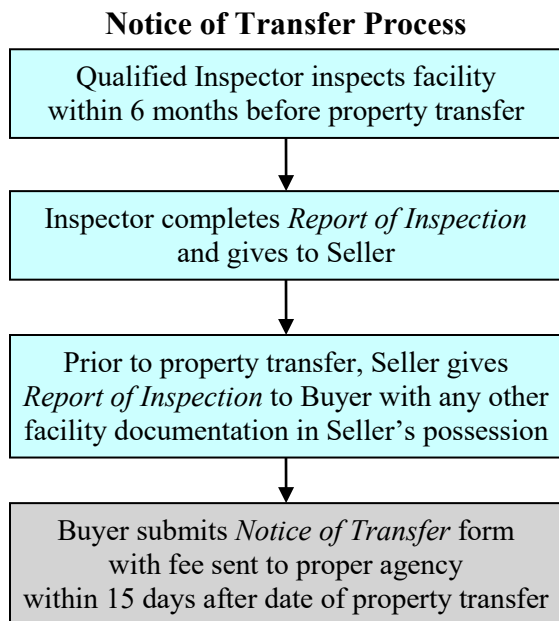 Notice of Transfer Process
Qualified Inspector inspects facility
within 6 months before property transfer
Inspector completes Report of Inspection
and gives to Seller
Prior to property transfer, Seller gives
Report of Inspection to Buyer with any other
facility documentation in Seller’s possession
Buyer submits Notice of Transfer form
with fee sent to proper agency
within 15 days after date of property transfer